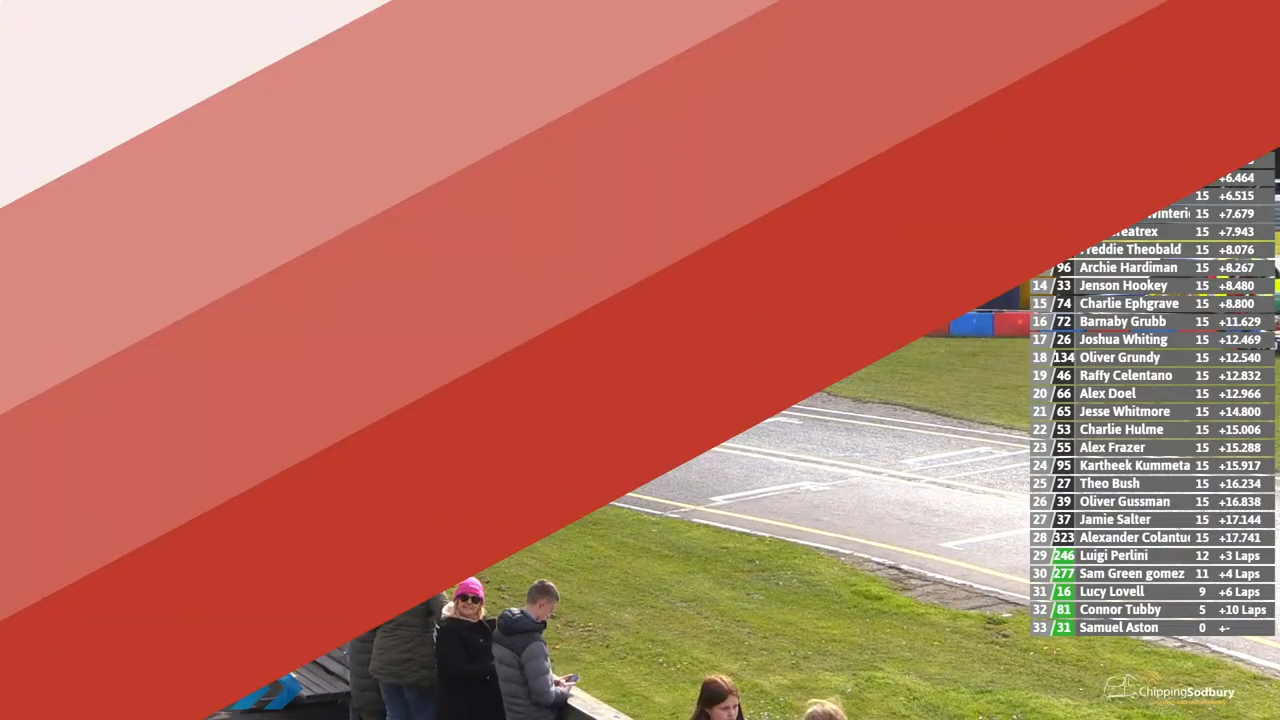 +6.464
15 +6.515
15 +7.679
15 +7.943
Freddie Theobald 15 +8.076
96 Archie Hardiman 15 +8.267
14 33 Jenson Hookey 15 +8.480
15 74 Charlie Ephgrave 15 +8.800
16 72 Barnaby Grubb 15 +11.629
17 26 Joshua Whiting 15 +12.469
18 134 Oliver Grundy 15 +12.540
19 46 Raffy Celentano 15 +12.832
20 66 Alex Doel 15 +12.966
21 65 Jesse Whitmore 15 +14.800
22 53 Charlie Hulme 15 +15.006
23 55 Alex Frazer 15 +15.288
24 95 Kartheek Kummeta 15 +15.917
25 27 Theo Bush 15 +16.234
26 39 Oliver Gussman 15 +16.838
27 37 Jamie Salter 15 +17.144
28 323 Alexander Colantu 15 +17.741
29 246 Luigi Perlini 12 +3 Laps
30 277 Sam Green gomez 11 +4 Laps
31 16 Lucy Lovell 9 +6 Laps
32 81 Connor Tubby 5 +10 Laps
33 31 Samuel Aston 0 +-
ChippingSodbury